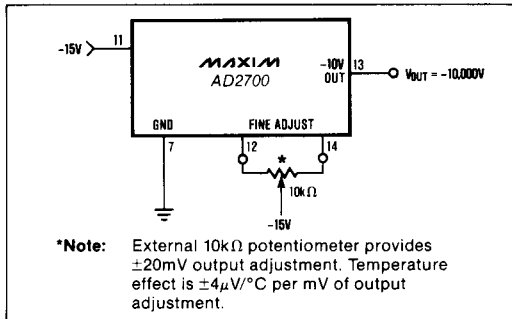 -15V
11
MAXIM
AD2700
-10V
OUT
13
VOUT = -10,000V
GND
FINE ADJUST
7
12
*
14
10kΩ
-15V
*Note: External 10kΩ potentiometer provides
±20mV output adjustment. Temperature
effect is ±4µV/°C per mV of output
adjustment.